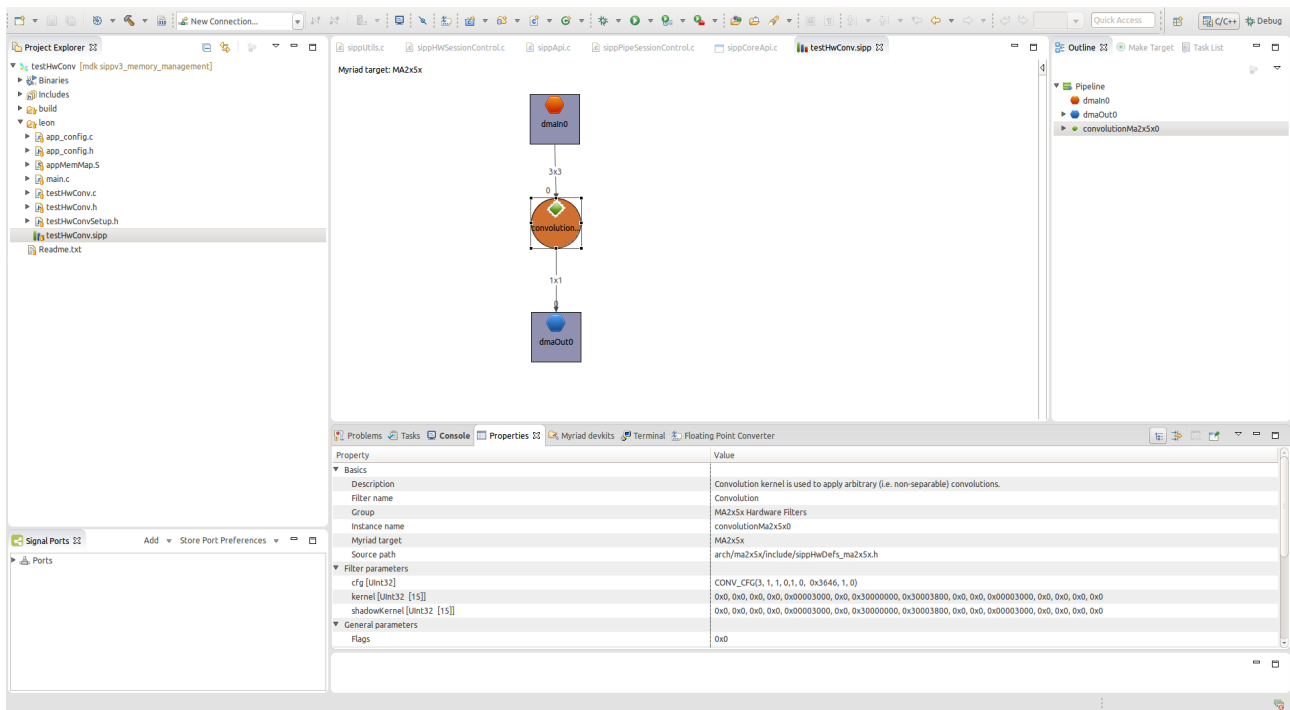 New Connection...
Quick Access
C/C++
Debug
Project Explorer
testHwConv [mdk sippv3_memory_management]
Binaries
Includes
build
leon
app_config.c
app_config.h
appMemMap.S
main.c
testHwConv.c
testHwConv.h
testHwConvSetup.h
testHwConv.sipp
Readme.txt
Signal Ports
Add
Store Port Preferences
Ports
sippUtils.c
sippHWSessionControl.c
sippApi.c
sippPipeSessionControl.c
sippCoreApi.c
testHwConv.sipp
Myriad target: MA2x5x
dmaIn0
3x3
0
convolution...
1x1
0
dmaOut0
Outline
Make Target
Task List
Pipeline
dmaIn0
dmaOut0
convolutionMa2x5x0
Problems
Tasks
Console
Properties
Myriad devkits
Terminal
Floating Point Converter
Property Value
Basics
Description Convolution kernel is used to apply arbitrary (i.e. non-separable) convolutions.
Filter name Convolution
Group MA2x5x Hardware Filters
Instance name convolutionMa2x5x0
Myriad target MA2x5x
Source path arch/ma2x5x/include/sippHwDefs_ma2x5x.h
Filter parameters
cfg [UInt32] CONV_CFG(3, 1, 1, 0,1, 0, 0x3646, 1, 0)
kernel [UInt32 [15]] 0x0, 0x0, 0x0, 0x0, 0x00003000, 0x0, 0x0, 0x30000000, 0x30003800, 0x0, 0x0, 0x00003000, 0x0, 0x0, 0x0, 0x0
shadowKernel [UInt32 [15]] 0x0, 0x0, 0x0, 0x0, 0x00003000, 0x0, 0x0, 0x30000000, 0x30003800, 0x0, 0x0, 0x00003000, 0x0, 0x0, 0x0, 0x0
General parameters
Flags 0x0